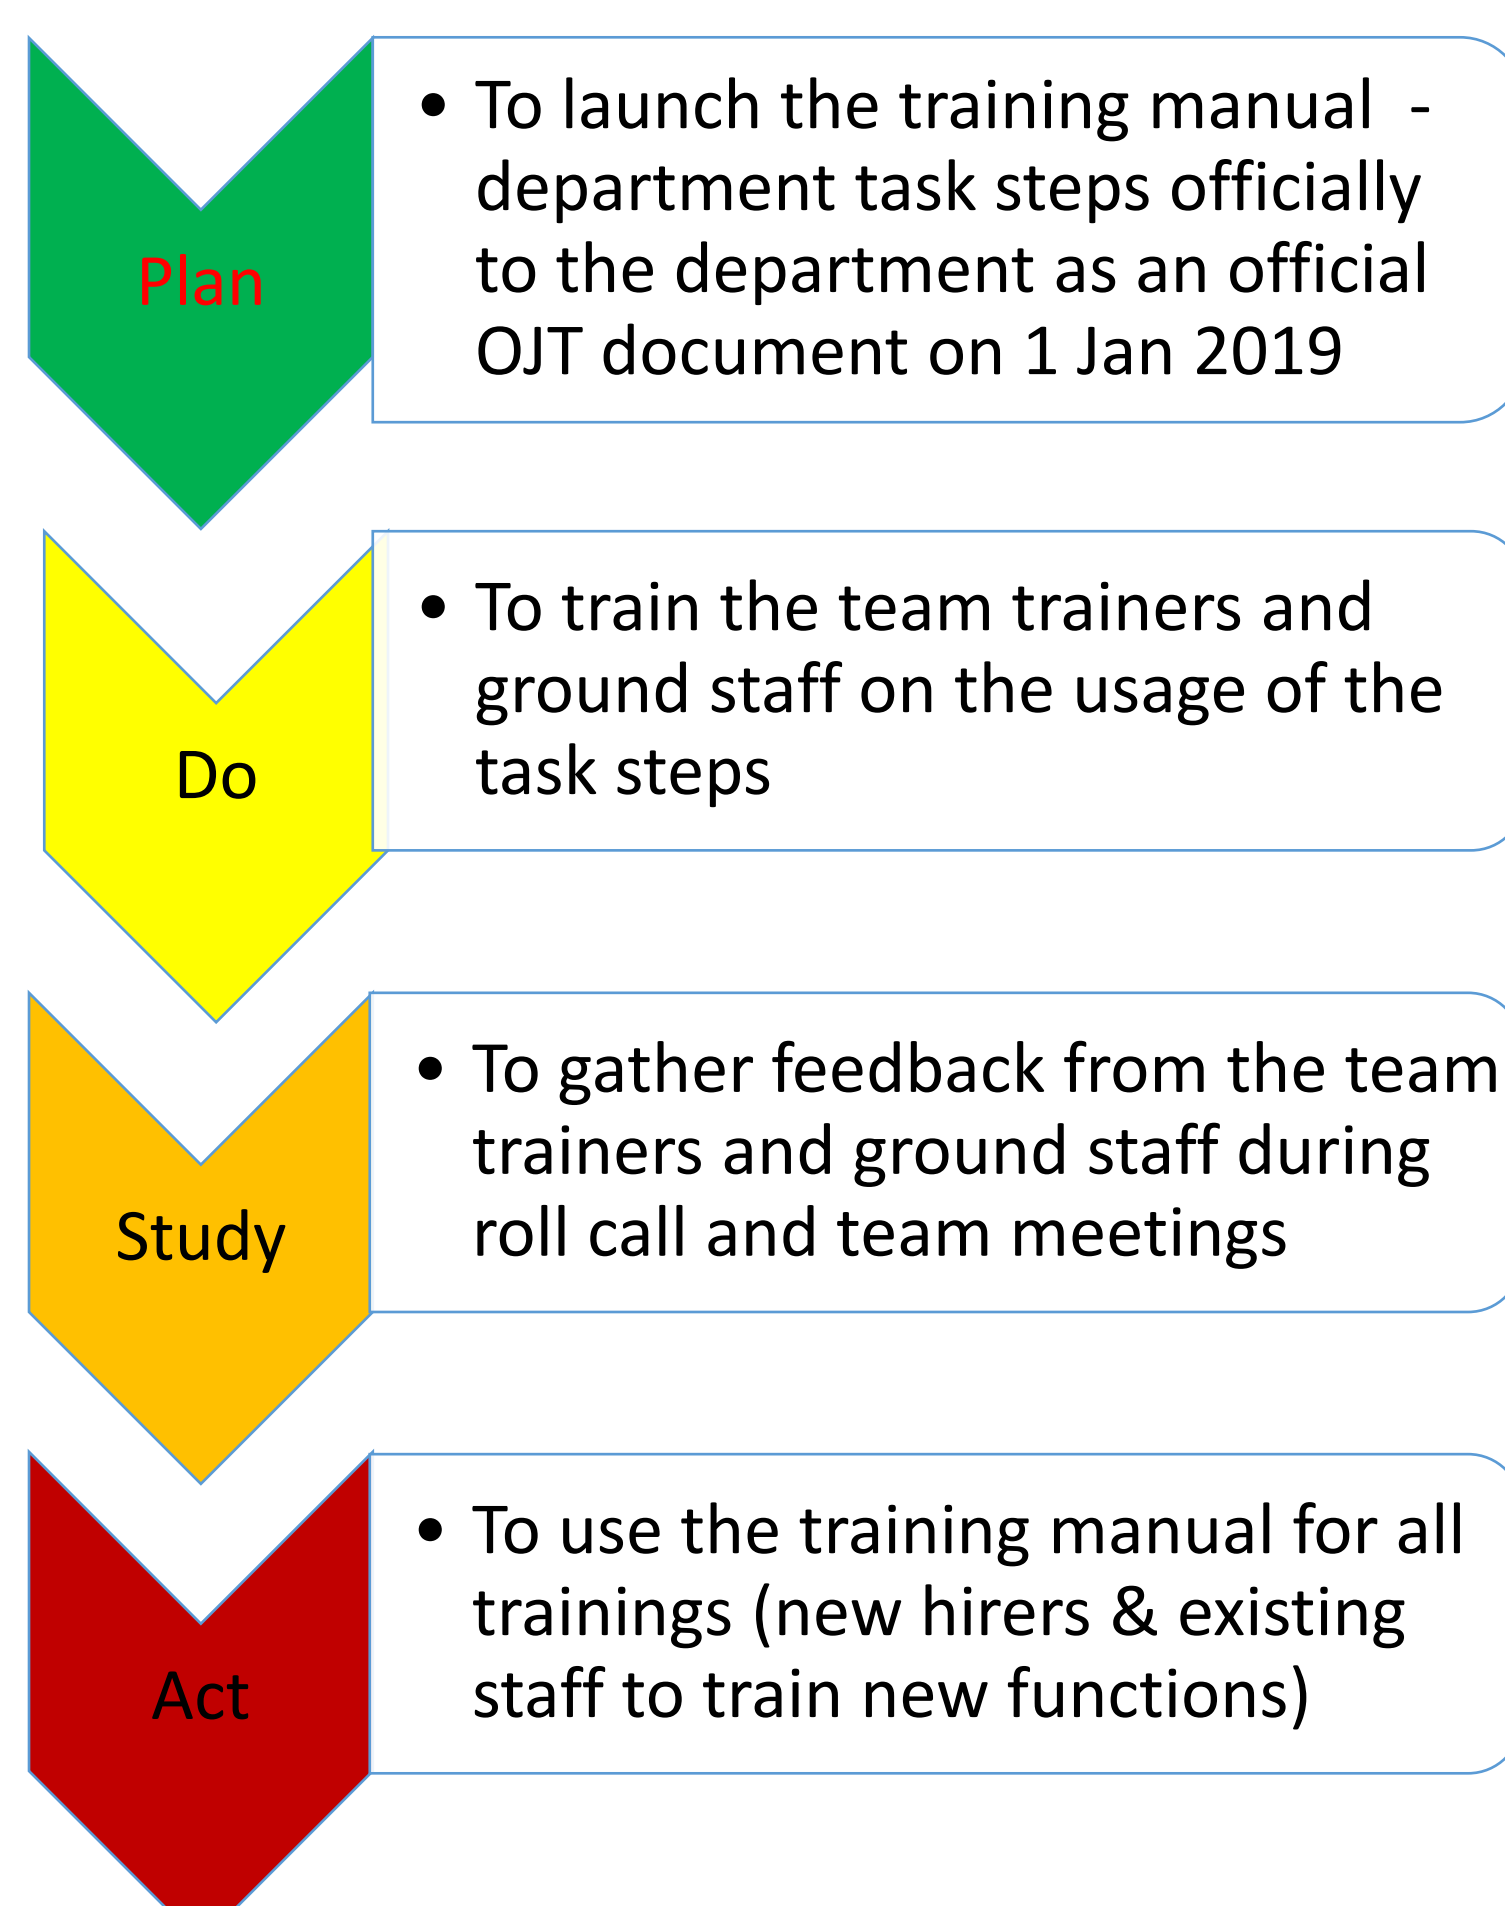 Plan
• To launch the training manual  -
department task steps officially
to the department as an official
OJT document on 1 Jan 2019
Do
• To train the team trainers and
ground staff on the usage of the
task steps
Study
• To gather feedback from the team
trainers and ground staff during
roll call and team meetings
Act
• To use the training manual for all
trainings (new hirers & existing
staff to train new functions)